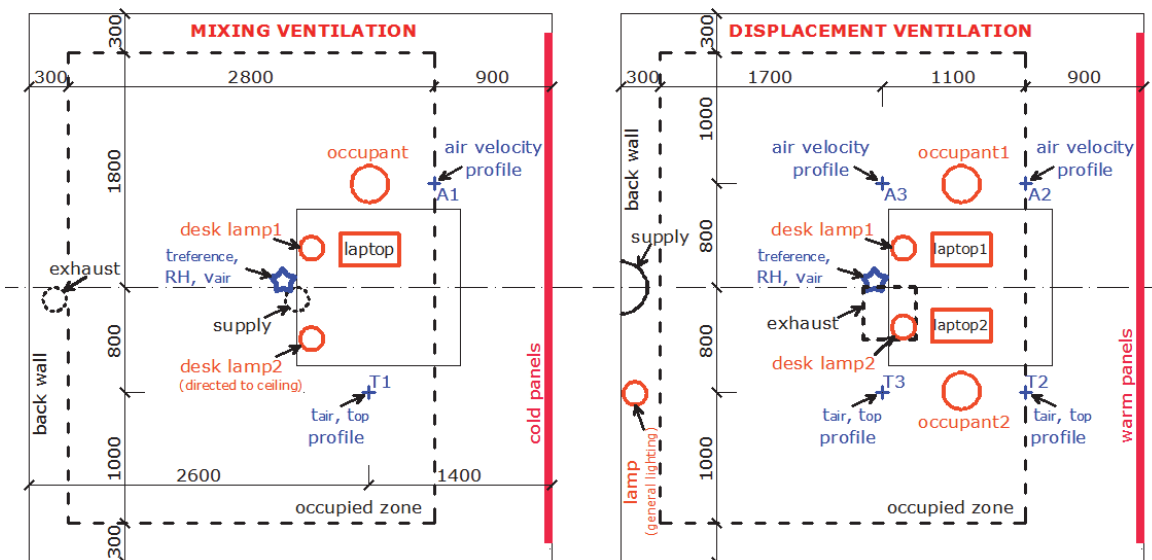 MIXING VENTILATION
300
300
2800
900
occupant
air velocity
profile
A1
1800
back wall
desk lamp1
laptop
treference,
RH, vair
exhaust
supply
800
desk lamp2
(directed to ceiling)
T1
tair, top
profile
cold panels
1000
2600
1400
occupied zone
300
DISPLACEMENT VENTILATION
300
300
1700
1100
900
1000
air velocity
profile
occupant1
air velocity
profile
A3
A2
back wall
supply
desk lamp1
laptop1
800
treference,
RH, vair
exhaust
laptop2
800
desk lamp2
T3
T2
tair, top
profile
occupant2
tair, top
profile
warm panels
lamp
(general lighting)
1000
occupied zone
300